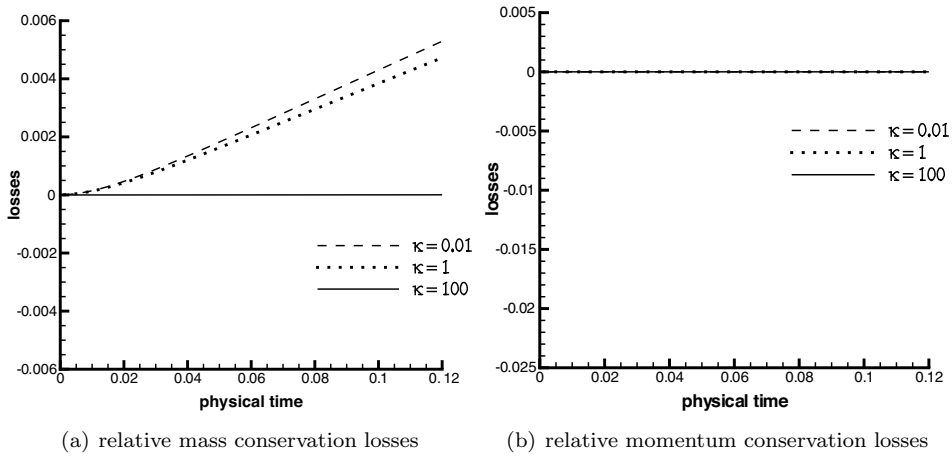 0.006
0.004
0.002
0
-0.002
-0.004
-0.006
losses
κ = 0.01
κ = 1
κ = 100
0 0.02 0.04 0.06 0.08 0.1 0.12
physical time
(a) relative mass conservation losses
0.005
0
-0.005
-0.01
-0.015
-0.02
-0.025
losses
κ = 0.01
κ = 1
κ = 100
0 0.02 0.04 0.06 0.08 0.1 0.12
physical time
(b) relative momentum conservation losses